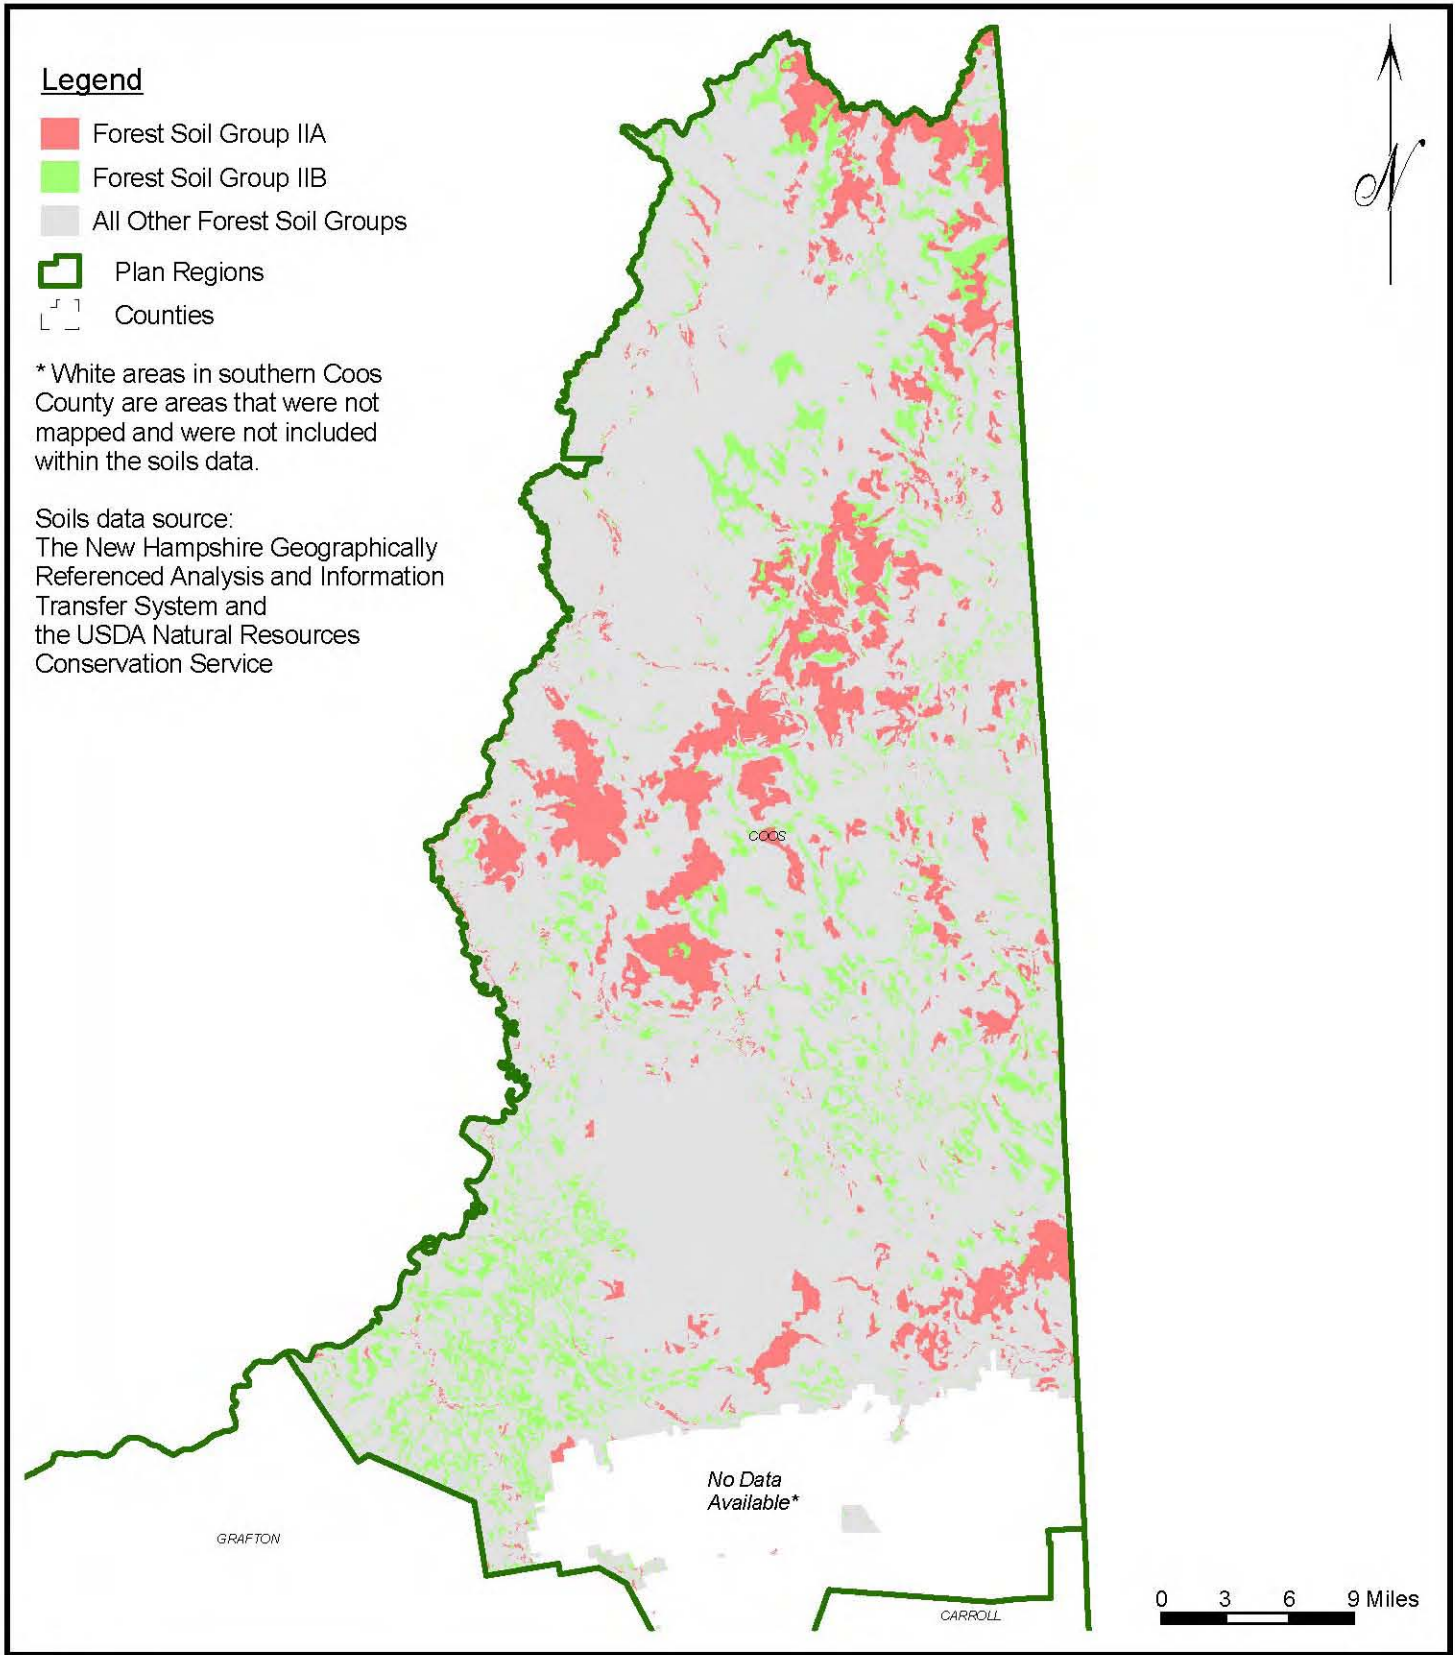 Legend
Forest Soil Group IIA
Forest Soil Group IIB
All Other Forest Soil Groups
Plan Regions
Counties
* White areas in southern Coos
County are areas that were not
mapped and were not included
within the soils data.
Soils data source:
The New Hampshire Geographically
Referenced Analysis and Information
Transfer System and
the USDA Natural Resources
Conservation Service
N
COOS
No Data
Available*
GRAFTON
CARROLL
0 3 6 9 Miles